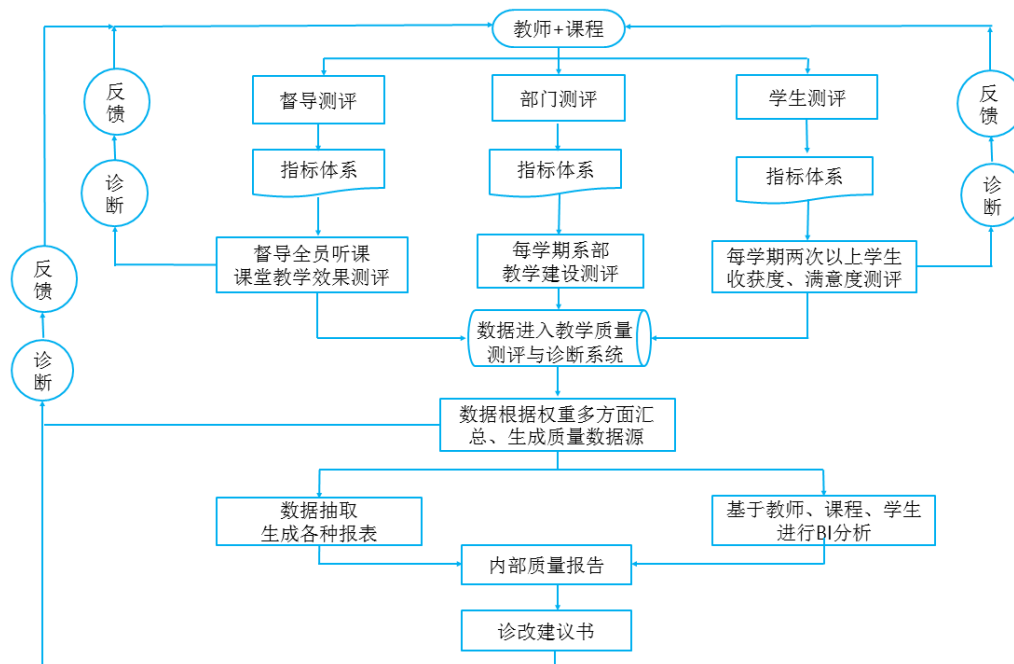 教师+课程
督导测评
部门测评
学生测评
反
馈
反
馈
指标体系
指标体系
指标体系
诊
断
诊
断
督导全员听课
课堂教学效果测评
每学期系部
教学建设测评
每学期两次以上学生
收获度、满意度测评
反
馈
数据进入教学质量
测评与诊断系统
诊
断
数据根据权重多方面汇
总、生成质量数据源
数据抽取
生成各种报表
基于教师、课程、学生
进行BI分析
内部质量报告
诊改建议书